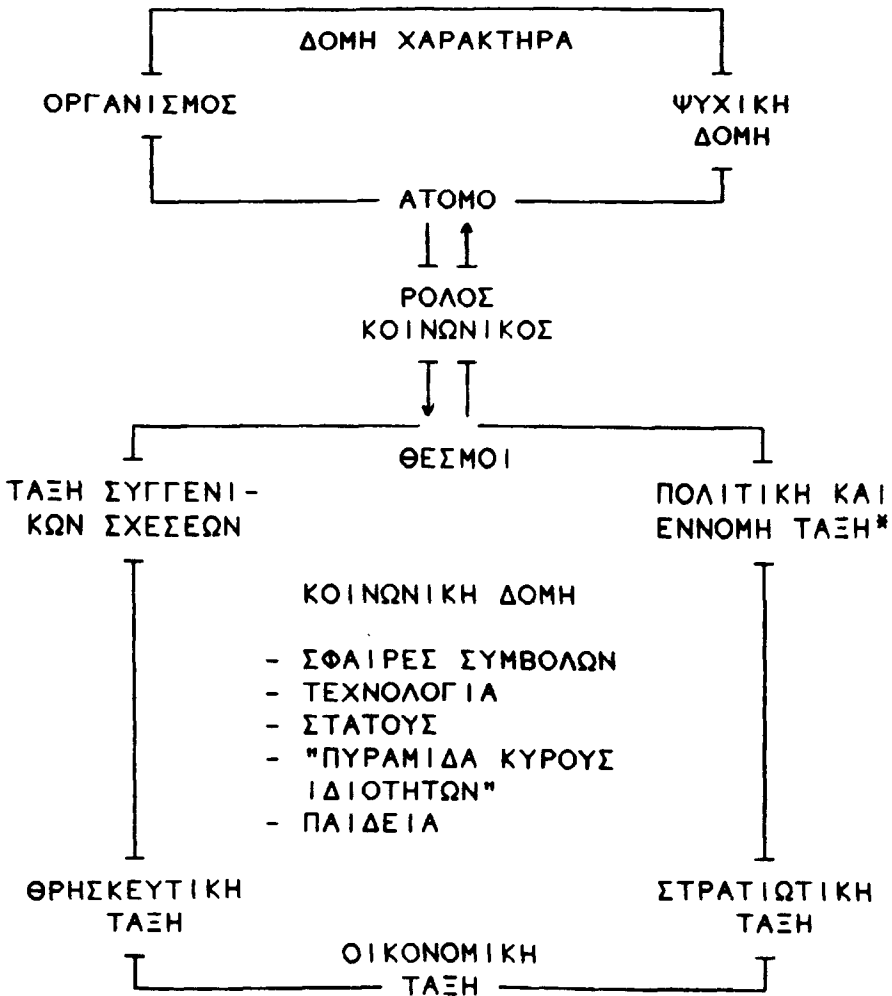 ΔΟΜΗ ΧΑΡΑΚΤΗΡΑ
ΟΡΓΑΝΙΣΜΟΣ
ΨΥΧΙΚΗ
ΔΟΜΗ
ΑΤΟΜΟ
ΡΟΛΟΣ
ΚΟΙΝΩΝΙΚΟΣ
ΘΕΣΜΟΙ
ΤΑΞΗ ΣΥΓΓΕΝΙ-
ΚΩΝ ΣΧΕΣΕΩΝ
ΠΟΛΙΤΙΚΗ ΚΑΙ
ΕΝΝΟΜΗ ΤΑΞΗ*
ΚΟΙΝΩΝΙΚΗ ΔΟΜΗ
- ΣΦΑΙΡΕΣ ΣΥΜΒΟΛΩΝ
- ΤΕΧΝΟΛΟΓΙΑ
- ΣΤΑΤΟΥΣ
- "ΠΥΡΑΜΙΔΑ ΚΥΡΟΥΣ
ΙΔΙΟΤΗΤΩΝ"
- ΠΑΙΔΕΙΑ
ΘΡΗΣΚΕΥΤΙΚΗ
ΤΑΞΗ
ΣΤΡΑΤΙΩΤΙΚΗ
ΤΑΞΗ
ΟΙΚΟΝΟΜΙΚΗ
ΤΑΞΗ